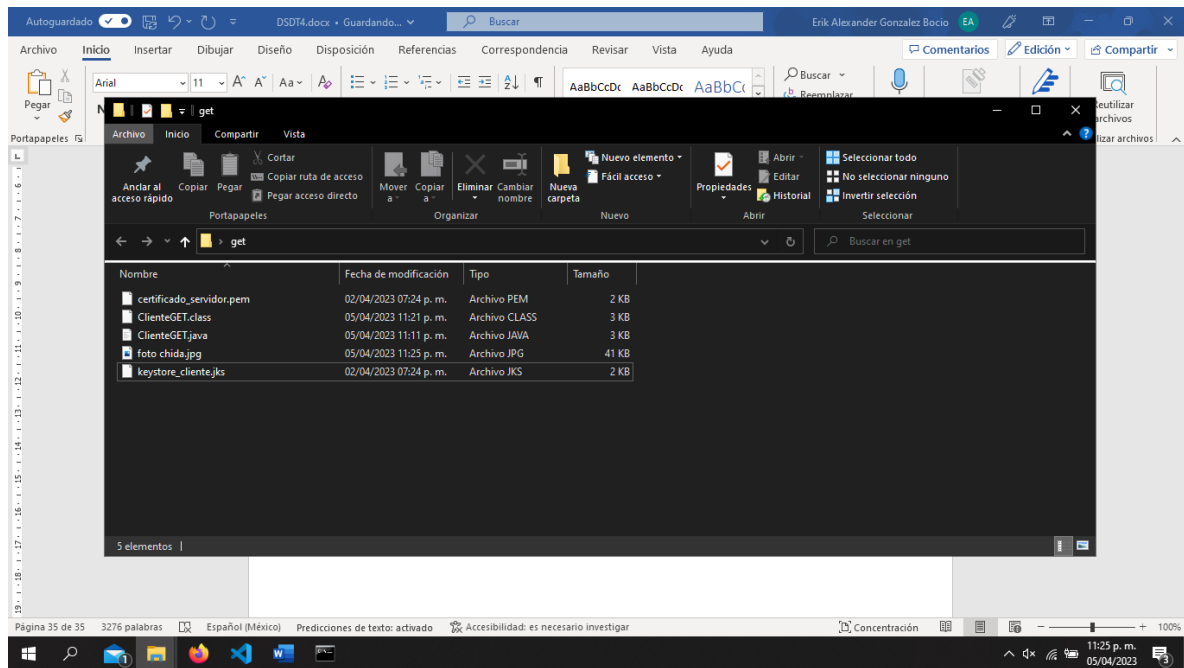 Autoguardado DSDT4.docx • Guardando... Buscar Erik Alexander Gonzalez Bocio EA
Archivo Inicio Insertar Dibujar Diseño Disposición Referencias Correspondencia Revisar Vista Ayuda Comentarios Edición Compartir
Pegar Arial 11 Aa AaBbCcDc AaBbCcDc AaBbC Buscar
Reemplazar
Portapapeles
get
Archivo Inicio Compartir Vista
Anclar al acceso rápido Copiar Pegar Cortar Copiar ruta de acceso Pegar acceso directo
Mover a Copiar a Eliminar Cambiar nombre Nueva carpeta Nuevo elemento Fácil acceso
Propiedades Abrir Editar Historial Seleccionar todo No seleccionar ninguno Invertir selección
Portapapeles Organizar Nuevo Abrir Seleccionar
get Buscar en get
Nombre Fecha de modificación Tipo Tamaño
certificado_servidor.pem 02/04/2023 07:24 p. m. Archivo PEM 2 KB
ClienteGET.class 05/04/2023 11:21 p. m. Archivo CLASS 3 KB
ClienteGET.java 05/04/2023 11:11 p. m. Archivo JAVA 3 KB
foto chida.jpg 05/04/2023 11:25 p. m. Archivo JPG 41 KB
keystore_cliente.jks 02/04/2023 07:24 p. m. Archivo JKS 2 KB
5 elementos
Página 35 de 35 3276 palabras Español (México) Predicciones de texto: activado Accesibilidad: es necesario investigar Concentración 100%
11:25 p. m.
05/04/2023